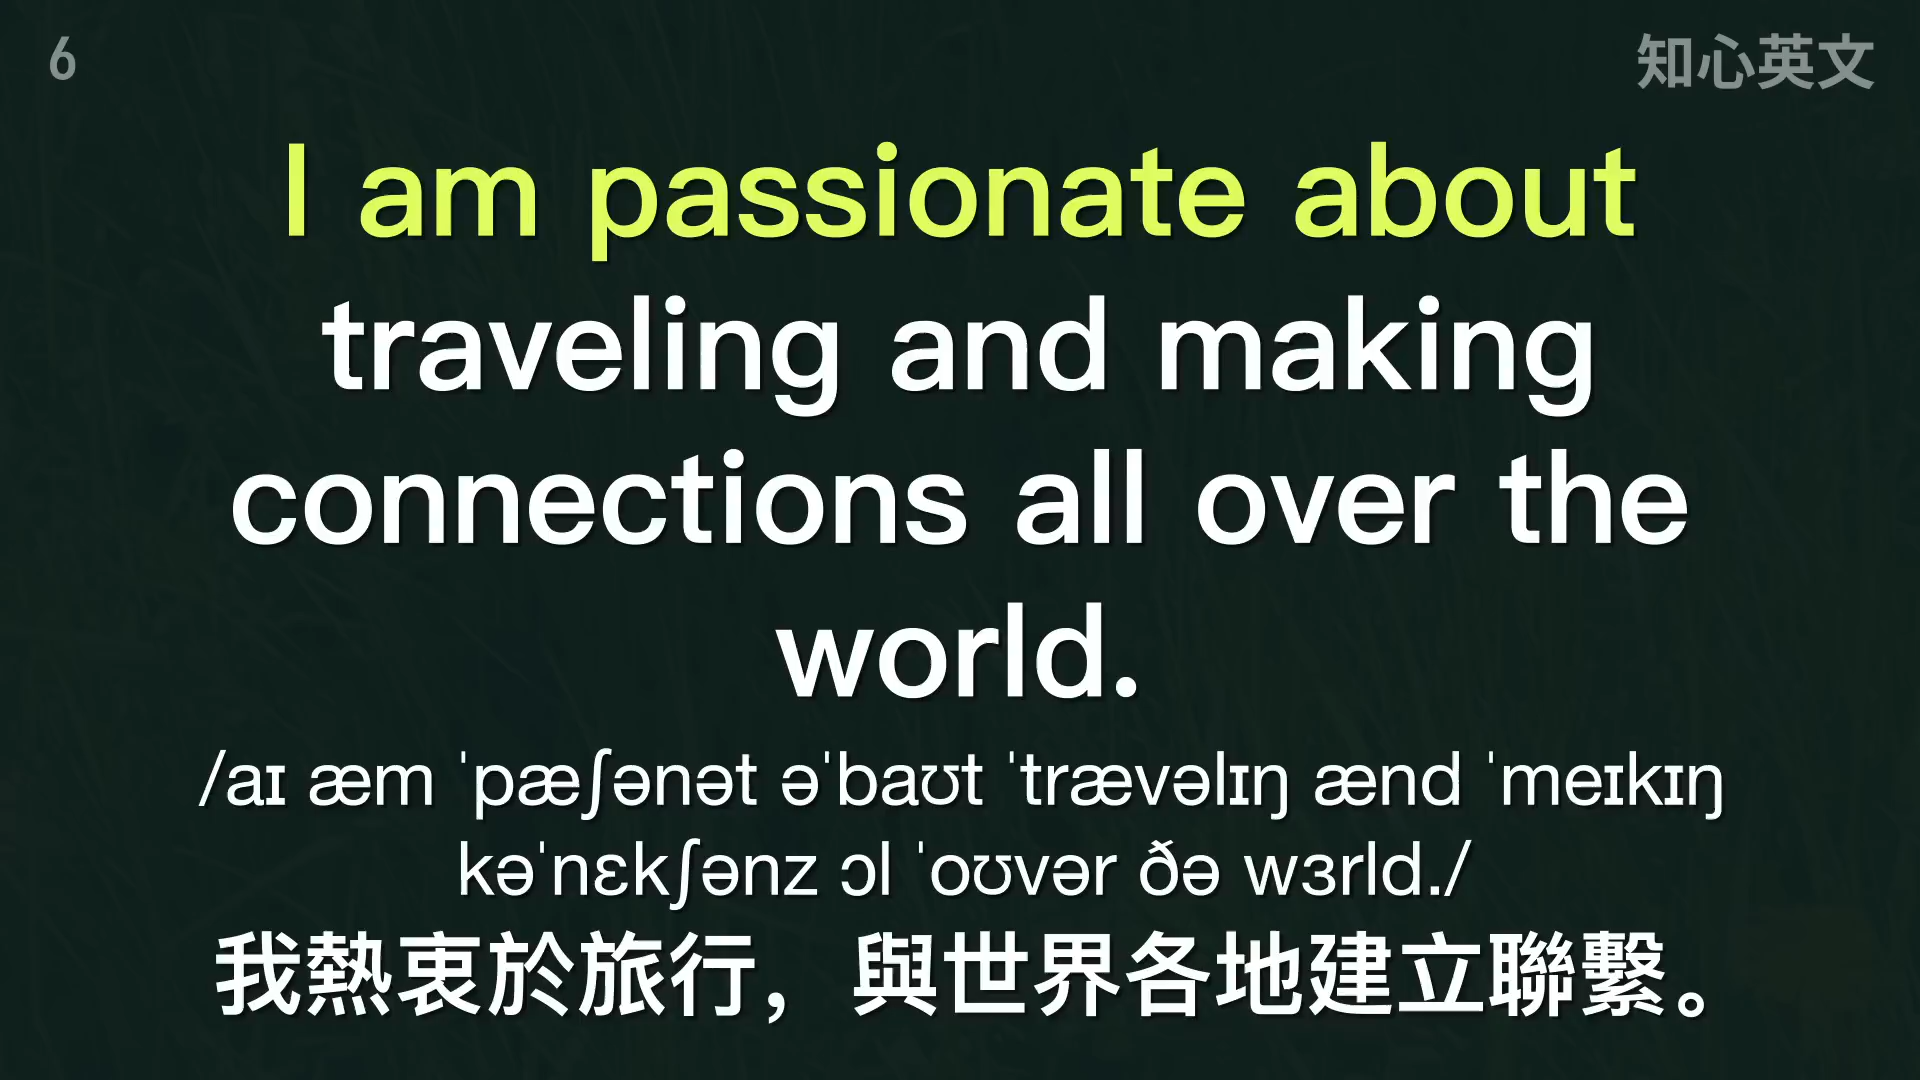 6
知心英文
I am passionate about
traveling and making
connections all over the
world.
/aɪ æm ˈpæʃənət əˈbaʊt ˈtrævəlɪŋ ænd ˈmeɪkɪŋ
kəˈnɛkʃənz ɔl ˈoʊvər ðə wɜrld./
我熱衷於旅行，與世界各地建立聯繫。